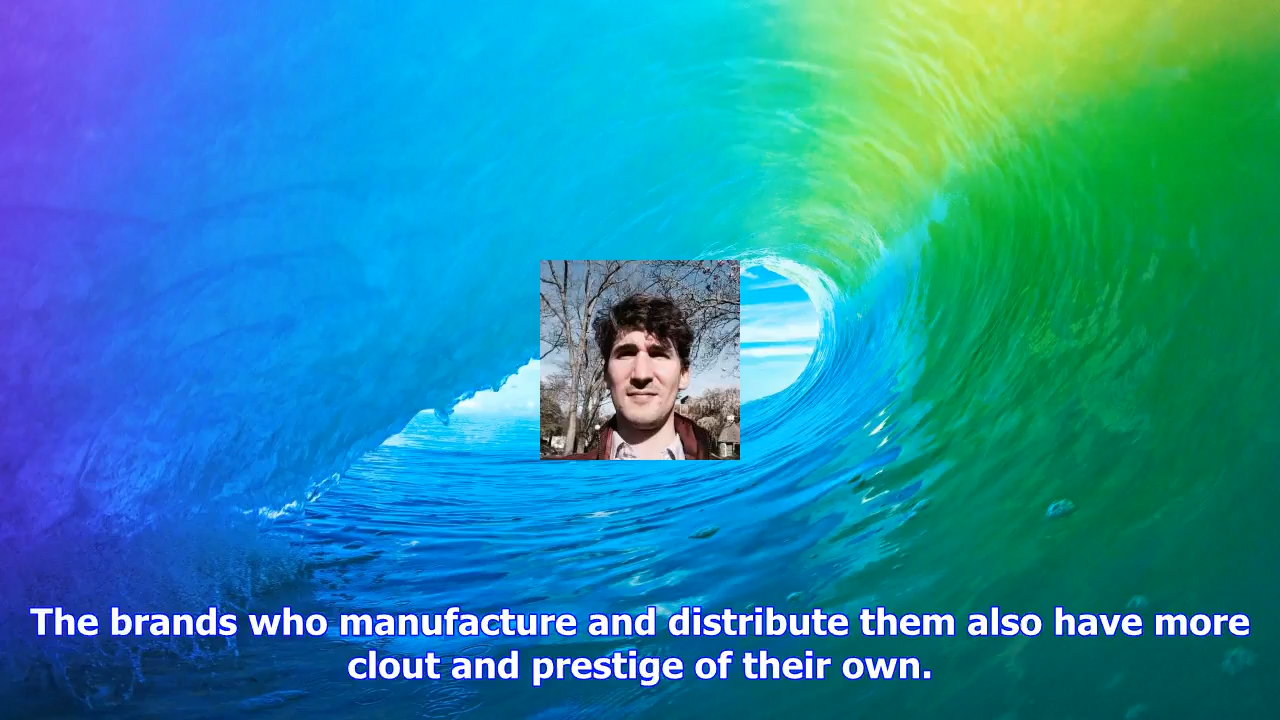 The brands who manufacture and distribute them also have more
clout and prestige of their own.